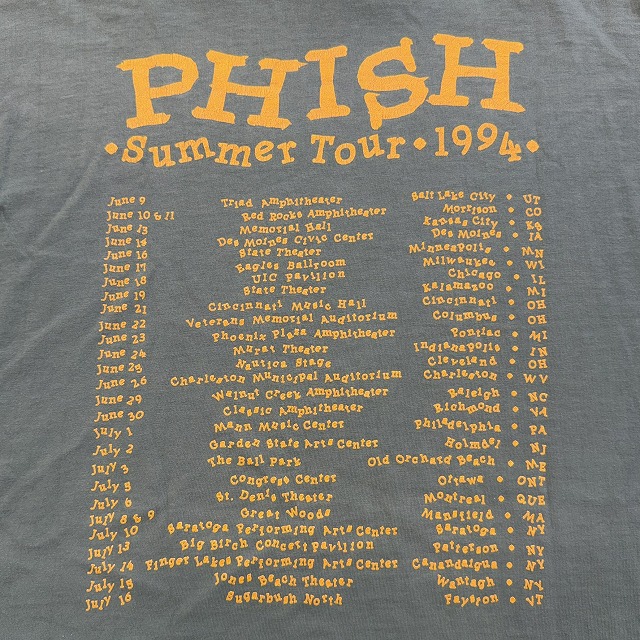 PHISH
•Summer Tour•1994•
June 9 Triad Amphitheater Salt Lake City • UT
June 10 & 11 Red Rocks Amphitheater Morrison • CO
June 13 Memorial Hall Kansas City • KS
June 14 Des Moines Civic Center Des Moines • IA
June 16 State Theater Minneapolis • MN
June 17 Eagles Ballroom Milwaukee • WI
June 18 UIC Pavilion Chicago • IL
June 19 State Theater Kalamazoo • MI
June 21 Cincinnati Music Hall Cincinnati • OH
June 22 Veterans Memorial Auditorium Columbus • OH
June 23 Phoenix Plaza Amphitheater Pontiac • MI
June 24 Murat Theater Indianapolis • IN
June 25 Nautica Stage Cleveland • OH
June 26 Charleston Municipal Auditorium Charleston • WV
June 29 Walnut Creek Amphitheater Raleigh • NC
June 30 Classic Amphitheater Richmond • VA
July 1 Mann Music Center Philadelphia • PA
July 2 Garden State Arts Center Holmdel • NJ
July 3 The Ball Park Old Orchard Beach • ME
July 5 Congress Center Ottawa • ONT
July 6 St. Denis Theater Montreal • QUE
July 8 & 9 Great Woods Mansfield • MA
July 10 Saratoga Performing Arts Center Saratoga • NY
July 13 Big Birch Concert Pavilion Patterson • NY
July 14 Finger Lakes Performing Arts Center Canandaigua • NY
July 15 Jones Beach Theater Wantagh • NY
July 16 Sugarbush North Fayston • VT